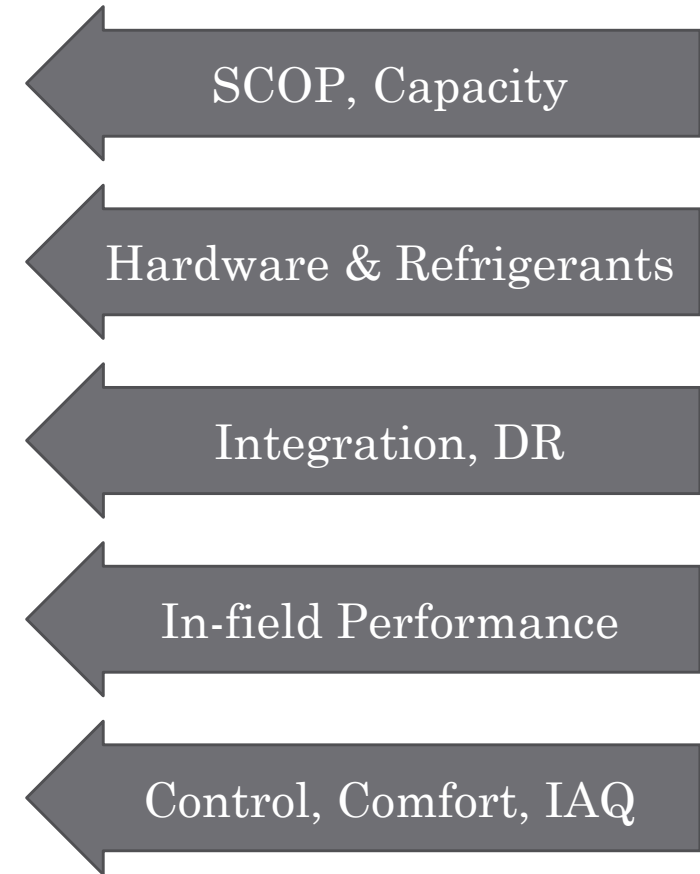 SCOP, Capacity
Hardware & Refrigerants
Integration, DR
In-field Performance
Control, Comfort, IAQ